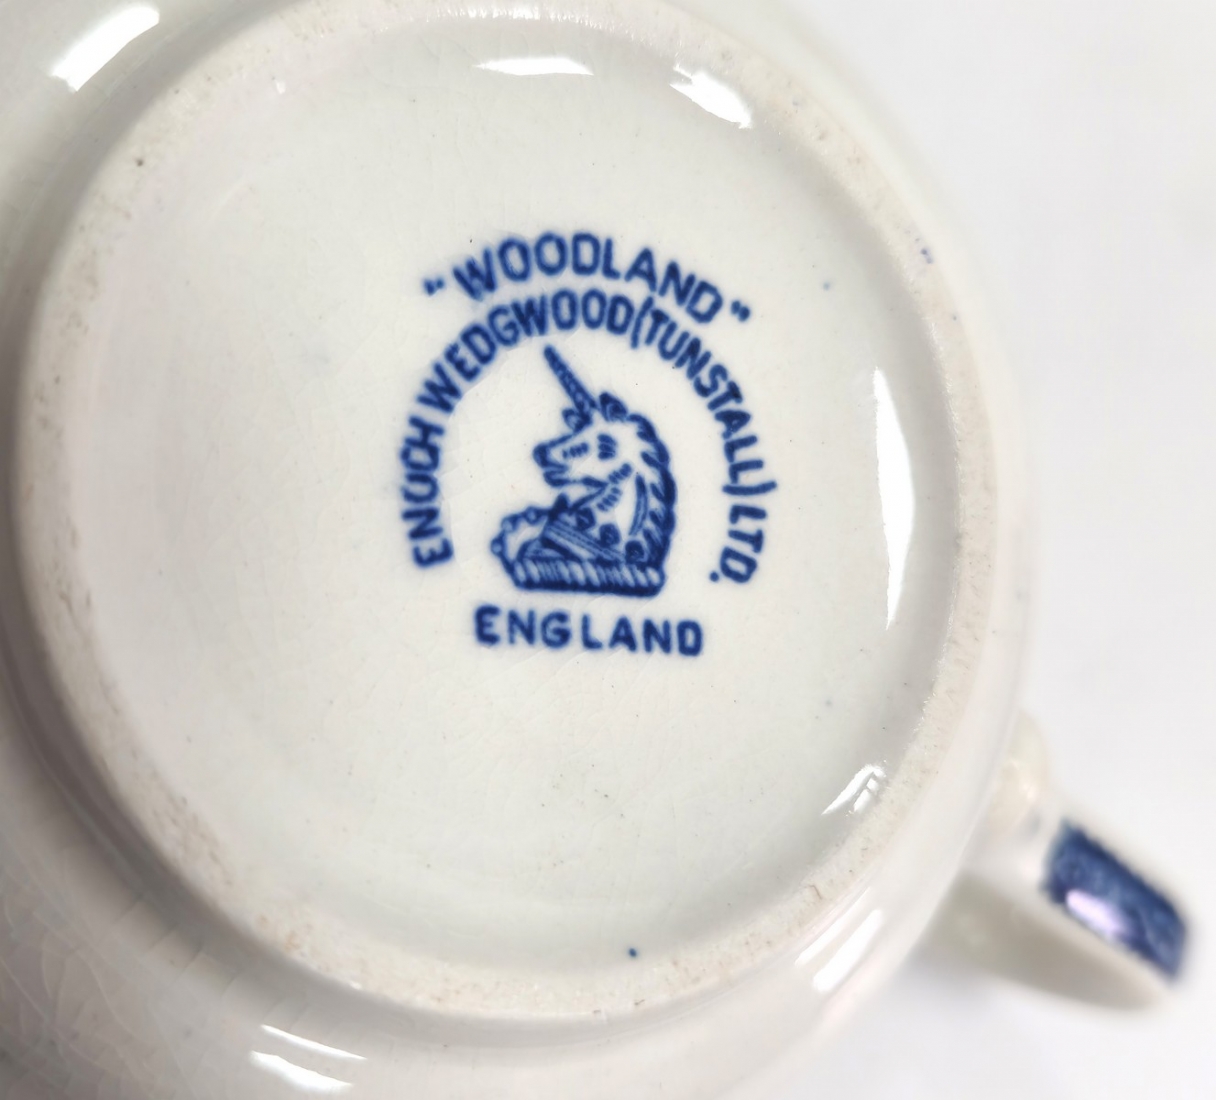 "WOODLAND"
ENOCH WEDGWOOD (TUNSTALL) LTD.
ENGLAND